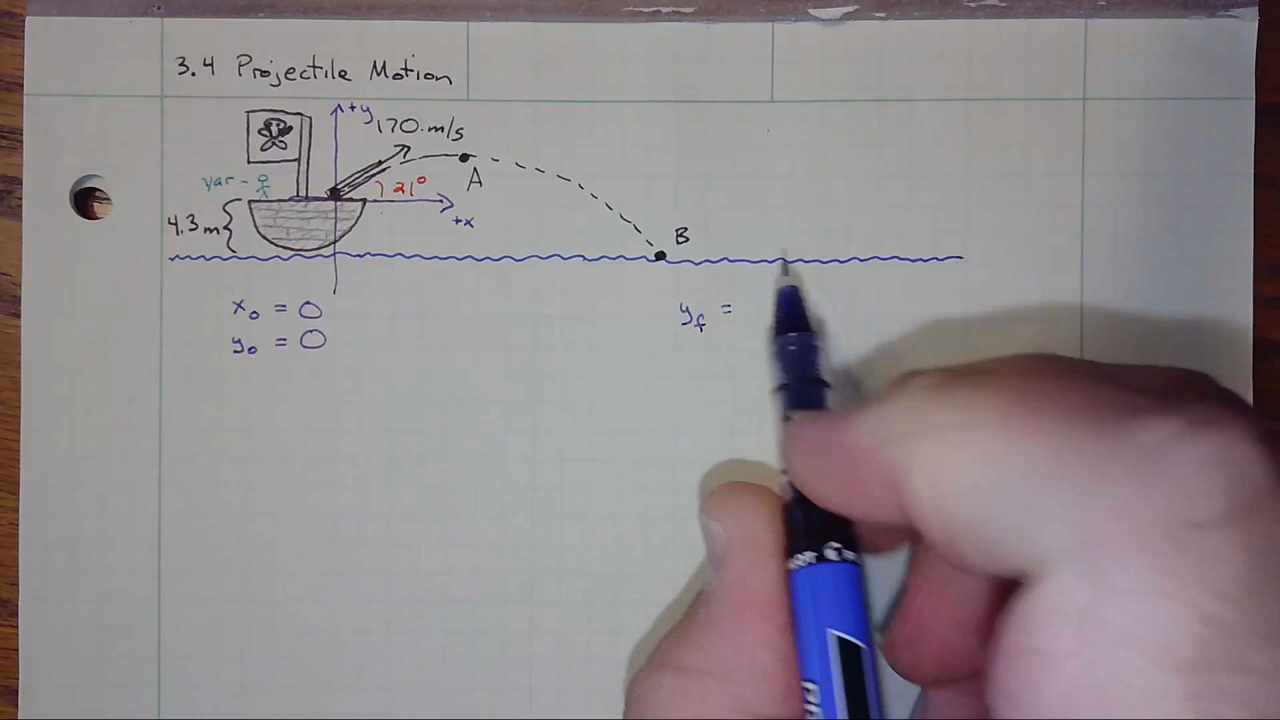 3.4 Projectile Motion
+y
170. m/s
A
yar -
21°
+x
4.3 m
B
x₀ = 0
y₀ = 0
y_f =